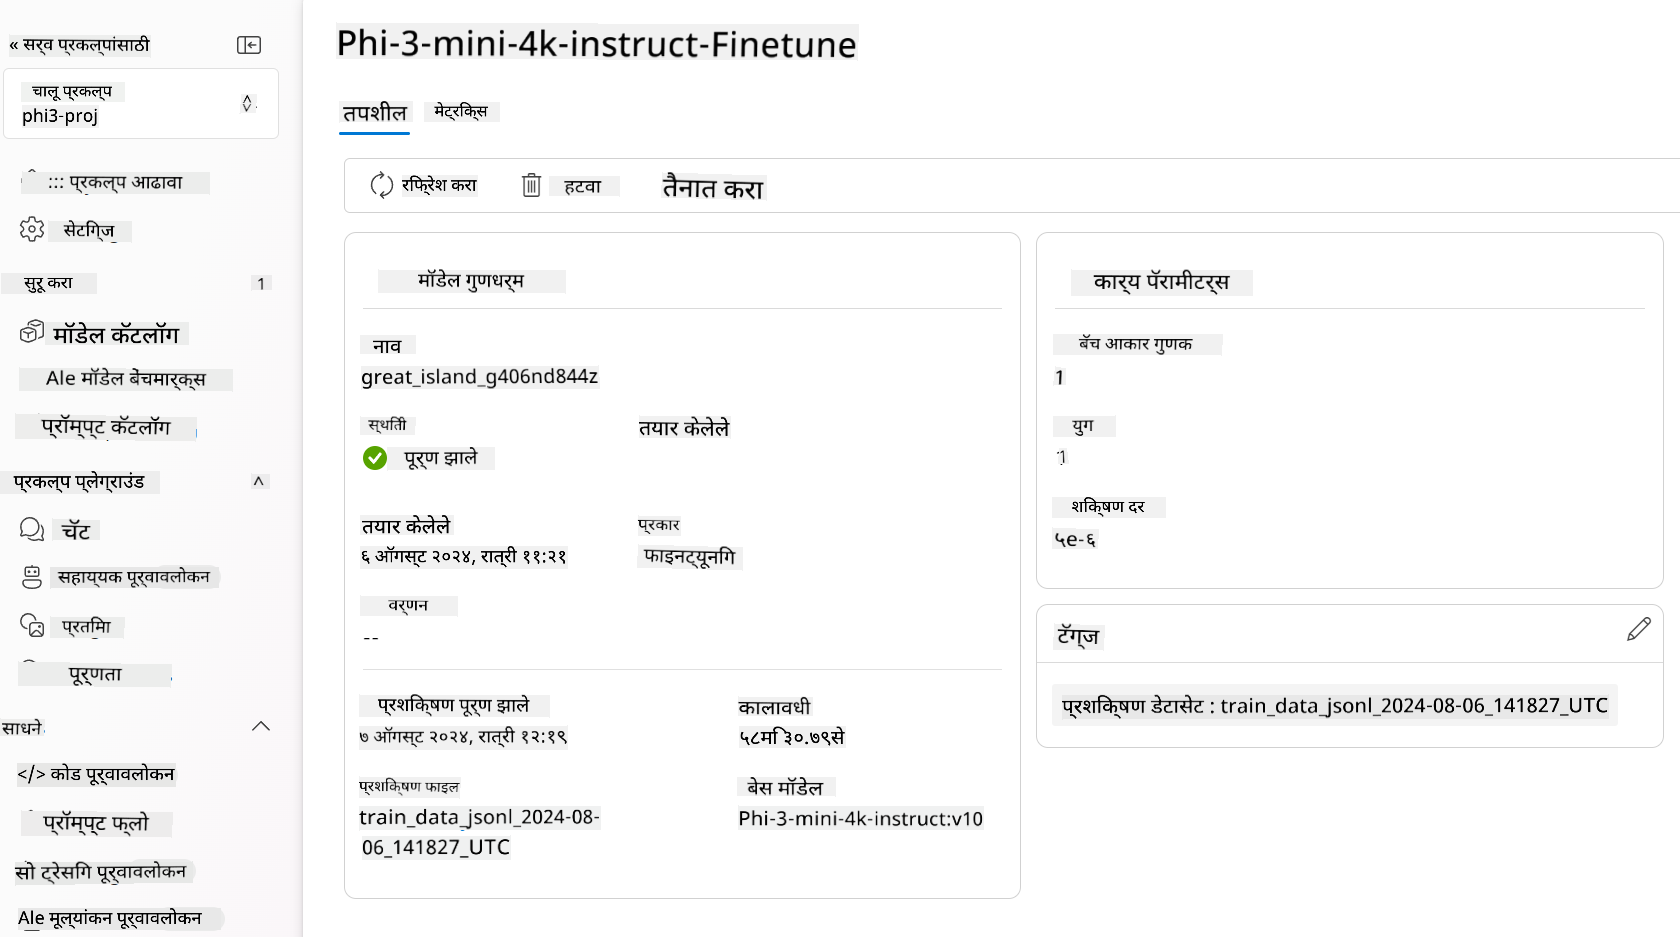 « सर्व प्रकल्पांसाठी
चालू प्रकल्प
phi3-proj
::: प्रकल्प आढावा
सेटिंग्ज
सुरू करा 1
मॉडेल कॅटलॉग
Ale मॉडेल बेंचमार्क्स
प्रॉम्प्ट कॅटलॉग
प्रकल्प प्लेग्राउंड
चॅट
सहाय्यक पूर्वावलोकन
प्रतिमा
पूर्णता
साधने
</> कोड पूर्वावलोकन
प्रॉम्प्ट फ्लो
सो ट्रेसिंग पूर्वावलोकन
Ale मूल्यांकन पूर्वावलोकन
Phi-3-mini-4k-instruct-Finetune
तपशील मेट्रिक्स
रिफ्रेश करा हटवा तैनात करा
मॉडेल गुणधर्म
नाव
great_island_g406nd844z
स्थिती तयार केलेले
पूर्ण झाले
तयार केलेले प्रकार
६ ऑगस्ट २०२४, रात्री ११:२१ फाइनट्यूनिंग
वर्णन
--
प्रशिक्षण पूर्ण झाले कालावधी
७ ऑगस्ट २०२४, रात्री १२:१९ ५८मि ३०.७९से
प्रशिक्षण फाइल बेस मॉडेल
train_data_jsonl_2024-08- Phi-3-mini-4k-instruct:v10
06_141827_UTC
कार्य पॅरामीटर्स
बॅच आकार गुणक
1
युग
1
शिक्षण दर
५e-६
टॅग्ज
प्रशिक्षण डेटासेट : train_data_jsonl_2024-08-06_141827_UTC